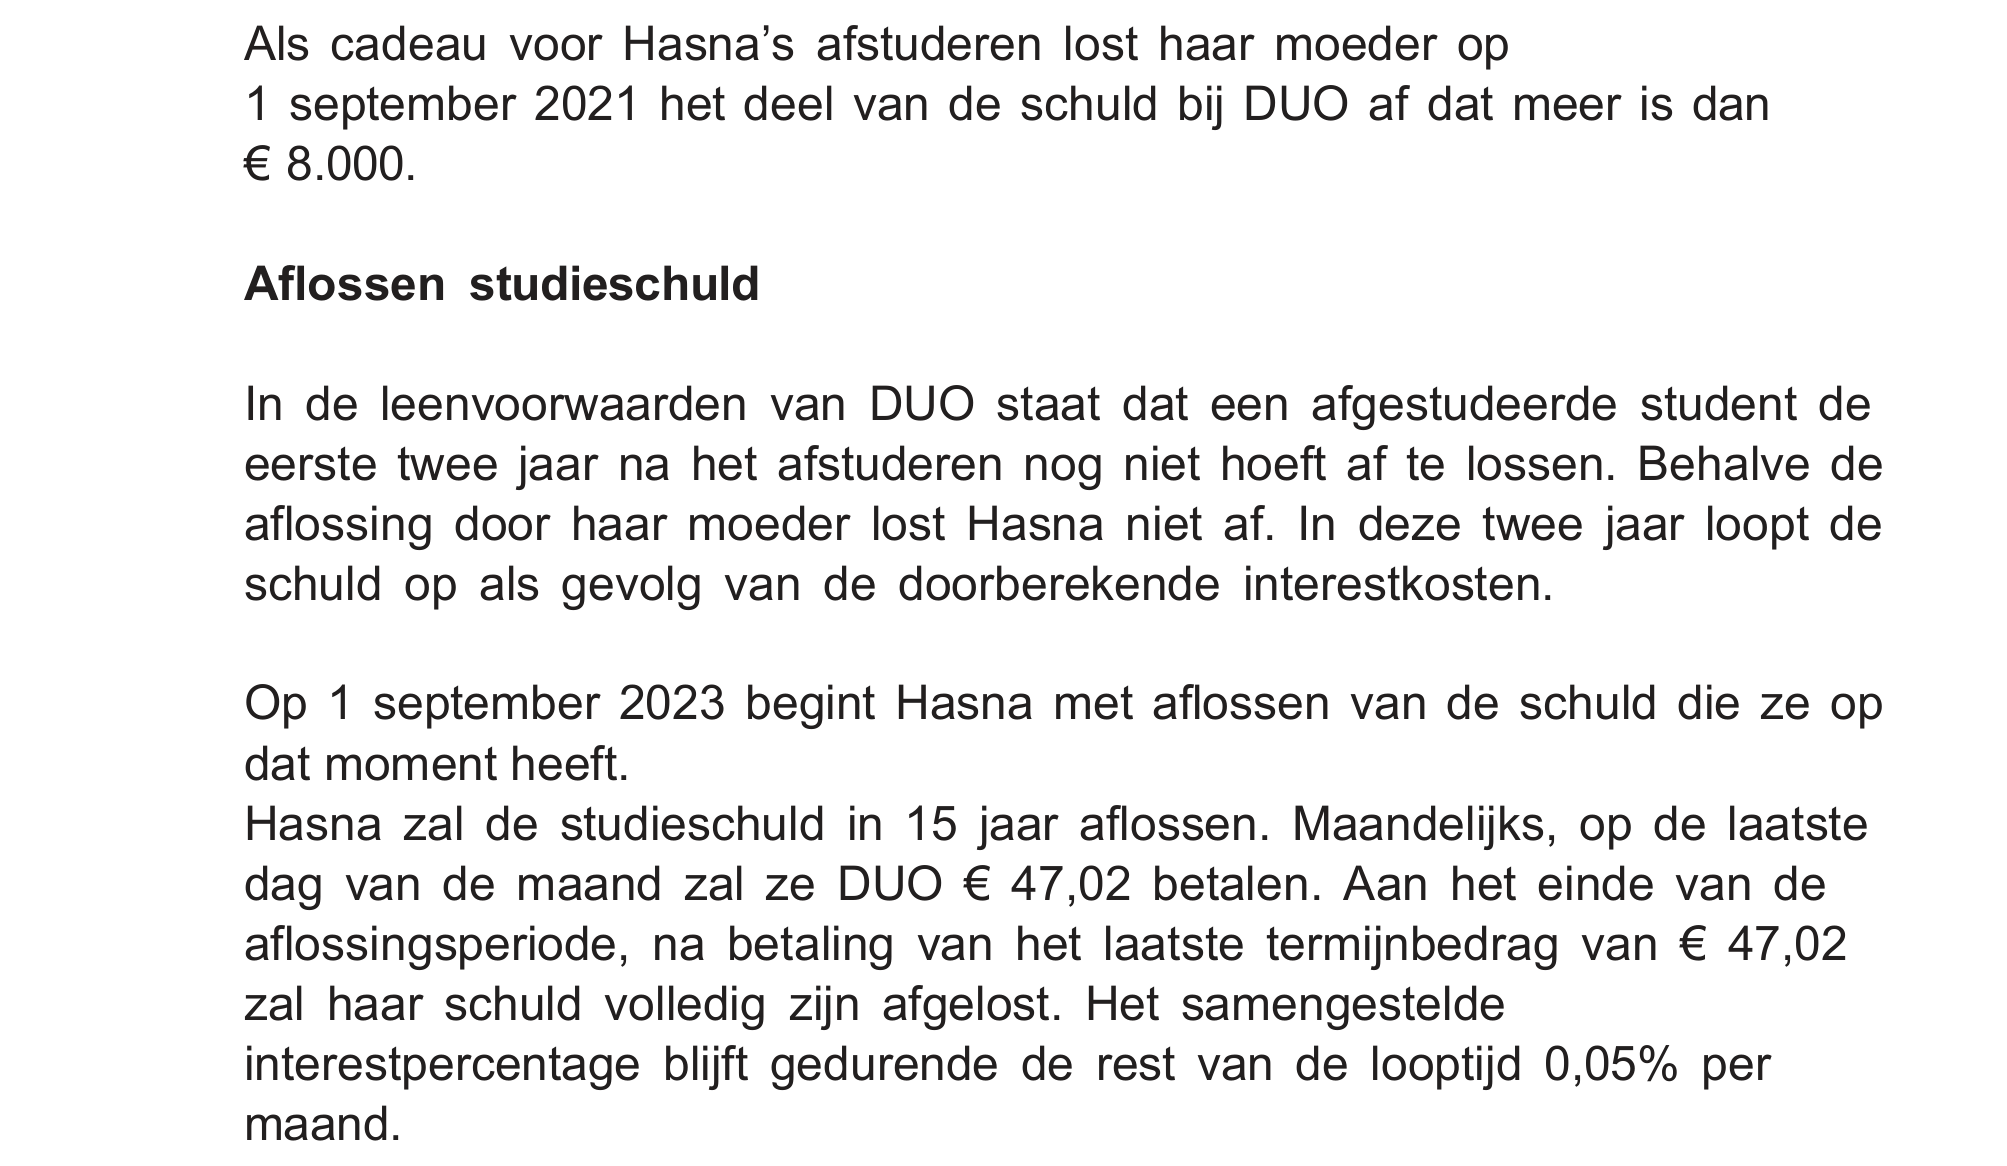 Als cadeau voor Hasna’s afstuderen lost haar moeder op
1 september 2021 het deel van de schuld bij DUO af dat meer is dan
€ 8.000.
Aflossen studieschuld
In de leenvoorwaarden van DUO staat dat een afgestudeerde student de
eerste twee jaar na het afstuderen nog niet hoeft af te lossen. Behalve de
aflossing door haar moeder lost Hasna niet af. In deze twee jaar loopt de
schuld op als gevolg van de doorberekende interestkosten.
Op 1 september 2023 begint Hasna met aflossen van de schuld die ze op
dat moment heeft.
Hasna zal de studieschuld in 15 jaar aflossen. Maandelijks, op de laatste
dag van de maand zal ze DUO € 47,02 betalen. Aan het einde van de
aflossingsperiode, na betaling van het laatste termijnbedrag van € 47,02
zal haar schuld volledig zijn afgelost. Het samengestelde
interestpercentage blijft gedurende de rest van de looptijd 0,05% per
maand.